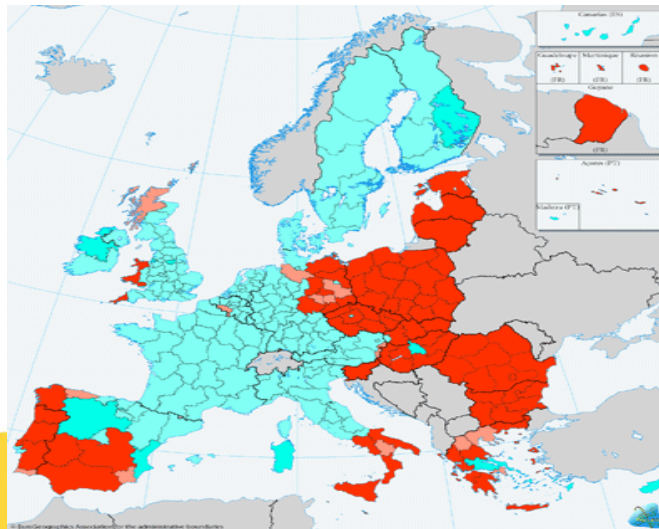 Canarias (ES)
Guadeloupe Martinique Réunion
(FR) (FR) (FR)
Guyane
(FR)
Açores (PT)
Madeira (PT)
© EuroGeographics Association for the administrative boundaries